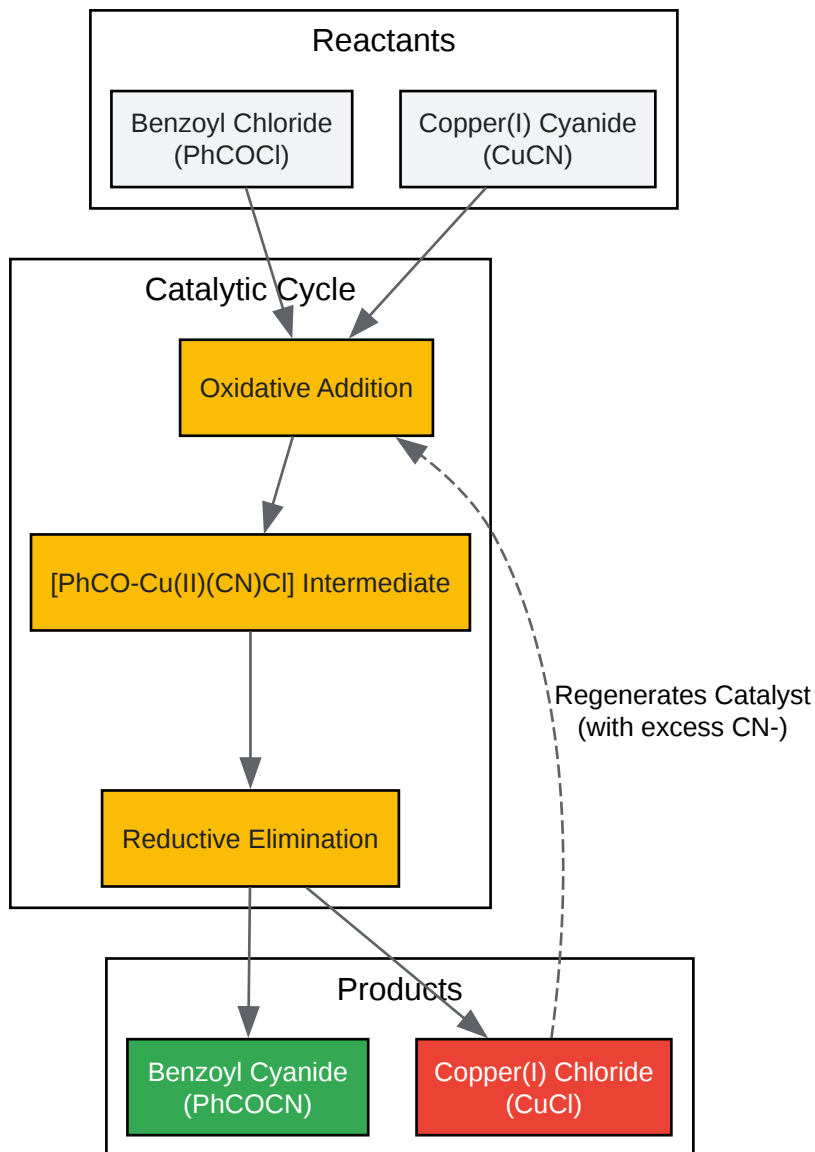 Reactants
Benzoyl Chloride
(PhCOCl)
Copper(I) Cyanide
(CuCN)
Catalytic Cycle
Oxidative Addition
[PhCO-Cu(II)(CN)Cl] Intermediate
Regenerates Catalyst
(with excess CN-)
Reductive Elimination
Products
Benzoyl Cyanide
(PhCOCN)
Copper(I) Chloride
(CuCl)